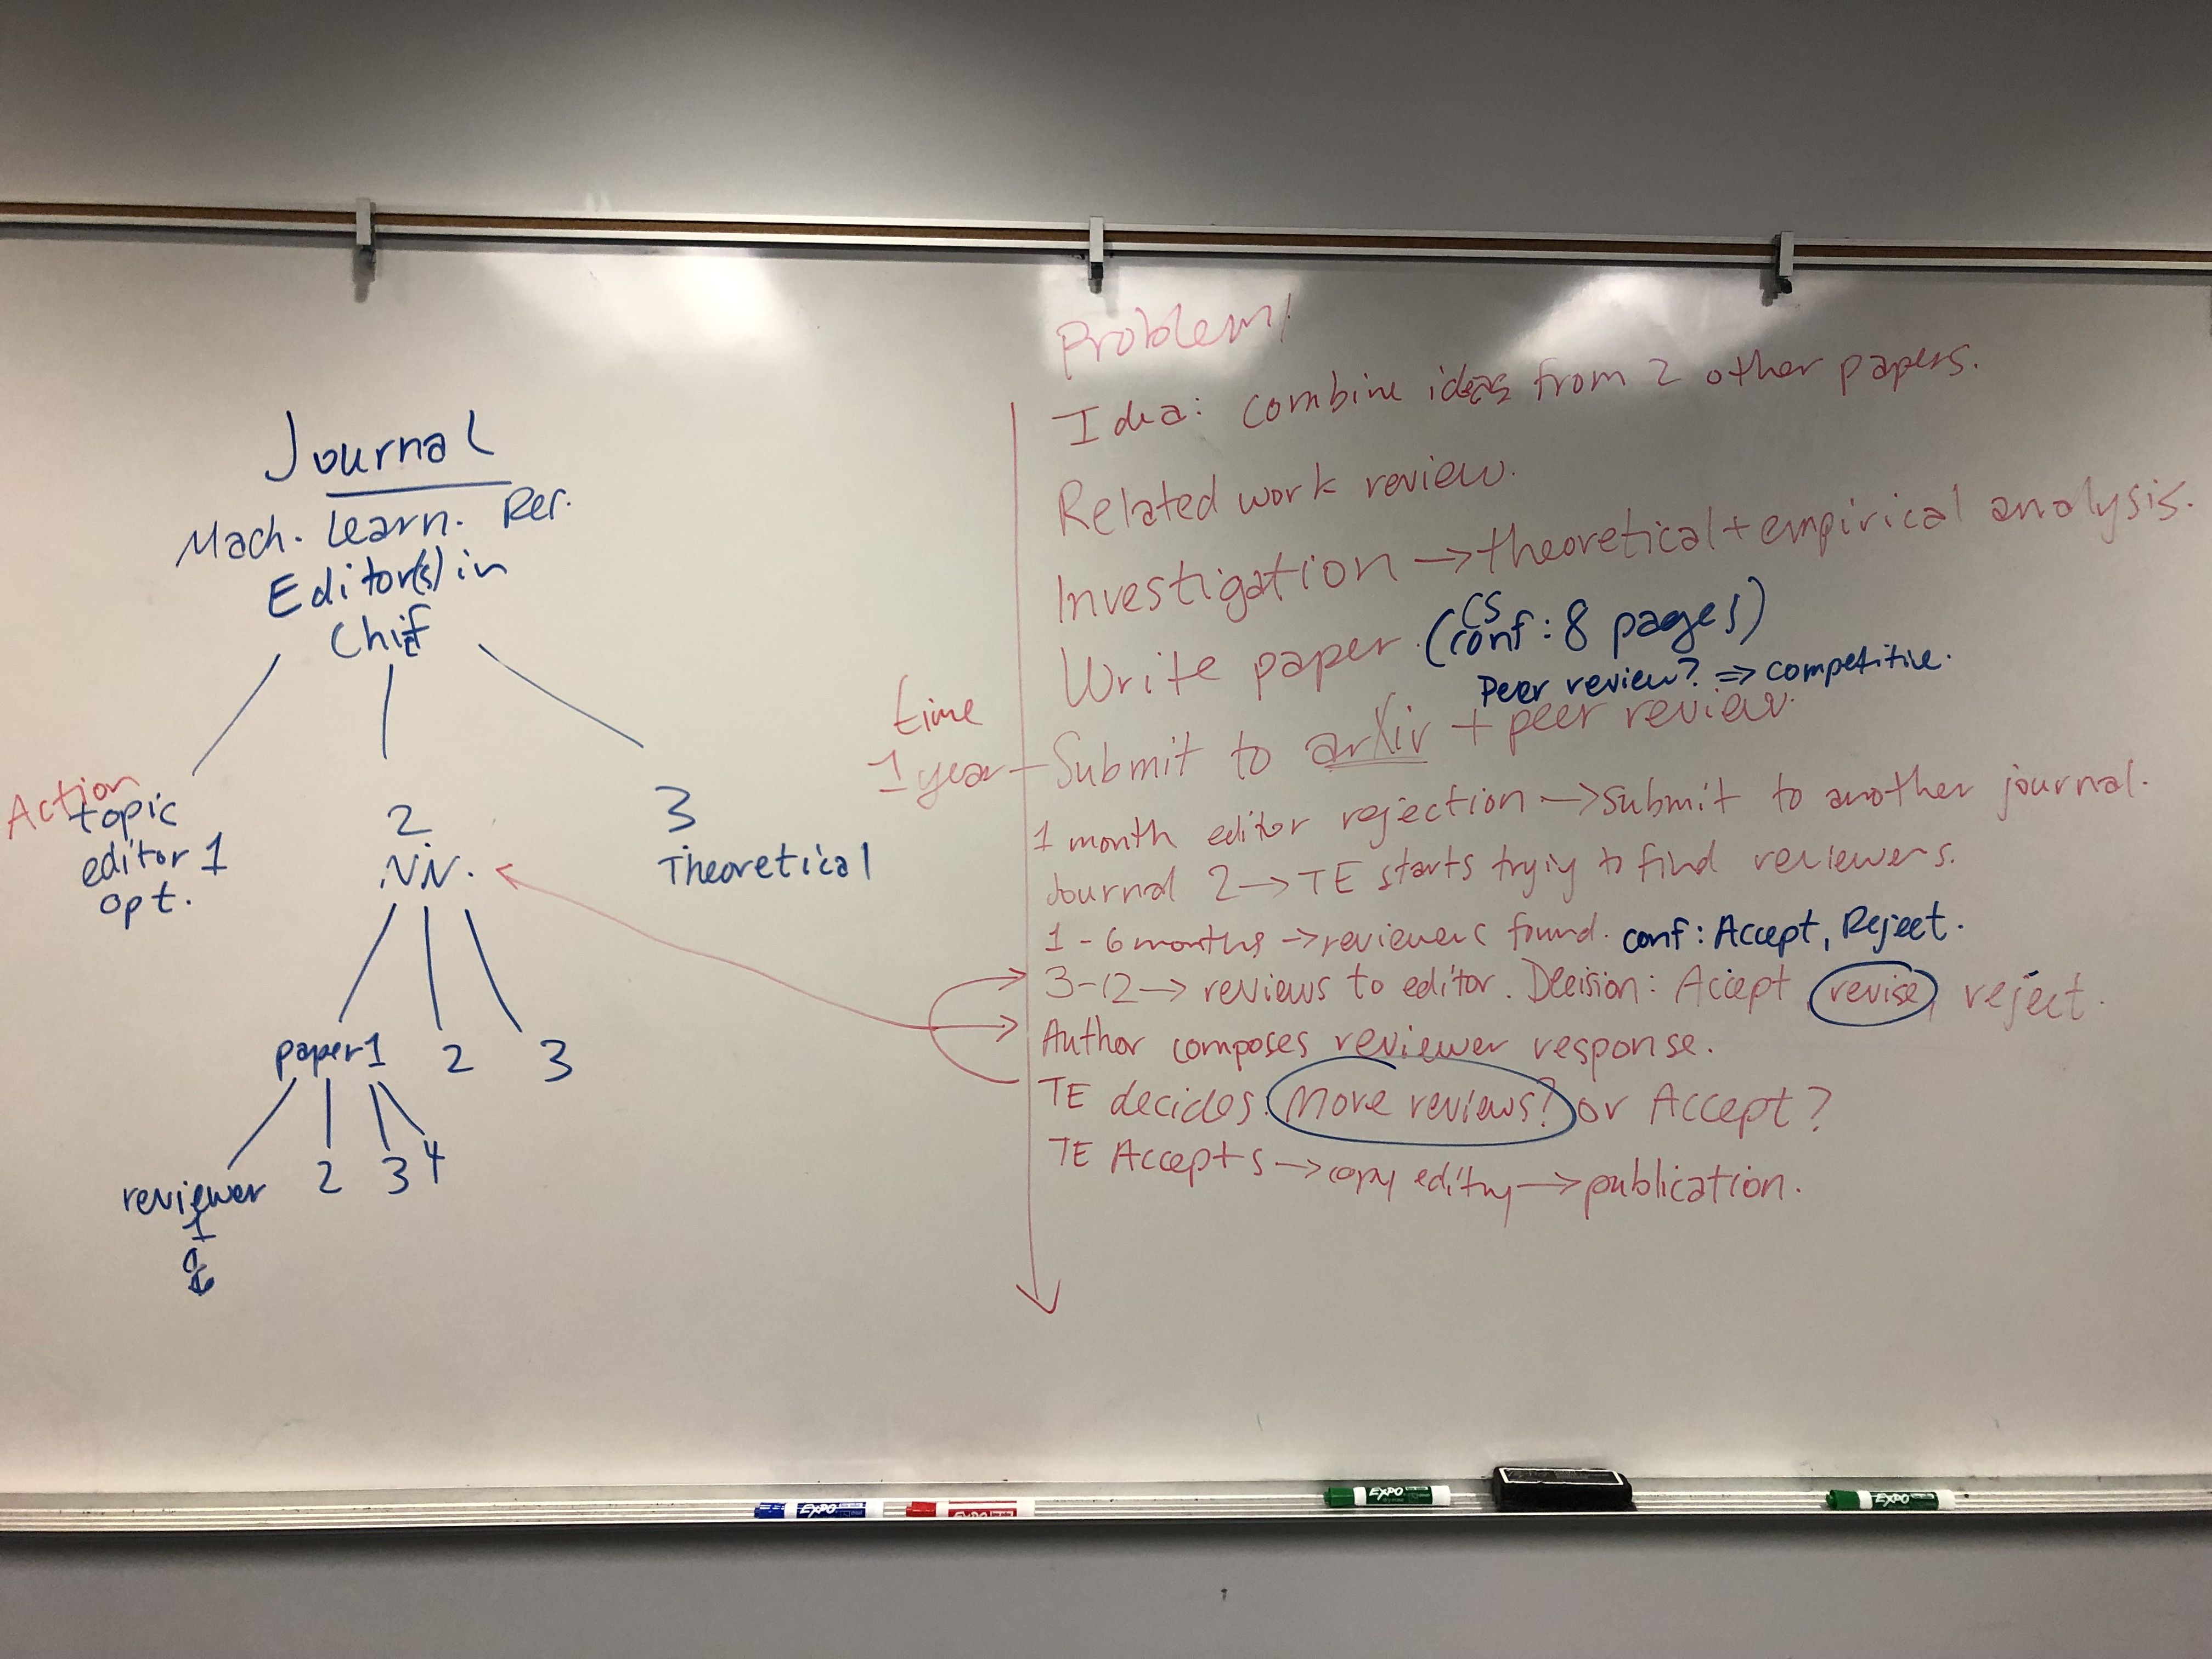 Journal
Mach. Learn. Res.
Editor(s) in
Chief
Action
topic
editor 1
opt.
2
N.N.
3
Theoretical
paper 1 2 3
reviewer 2 3 4
1
time
1 year
Problem!
Idea: combine ideas from 2 other papers.
Related work review.
Investigation → theoretical + empirical analysis.
Write paper. (CS conf: 8 pages)
Peer review? ⇒ competitive.
Submit to arXiv + peer review.
1 month editor rejection → submit to another journal.
Journal 2 → TE starts tryig to find reviewers.
1-6 months → reviewers found. conf: Accept, Reject.
3-12 → reviews to editor. Decision: Accept, revise, reject.
Author composes reviewer response.
TE decides. More reviews? or Accept?
TE Accepts → copy editng → publication.
EXPO
EXPO
EXPO
EXPO